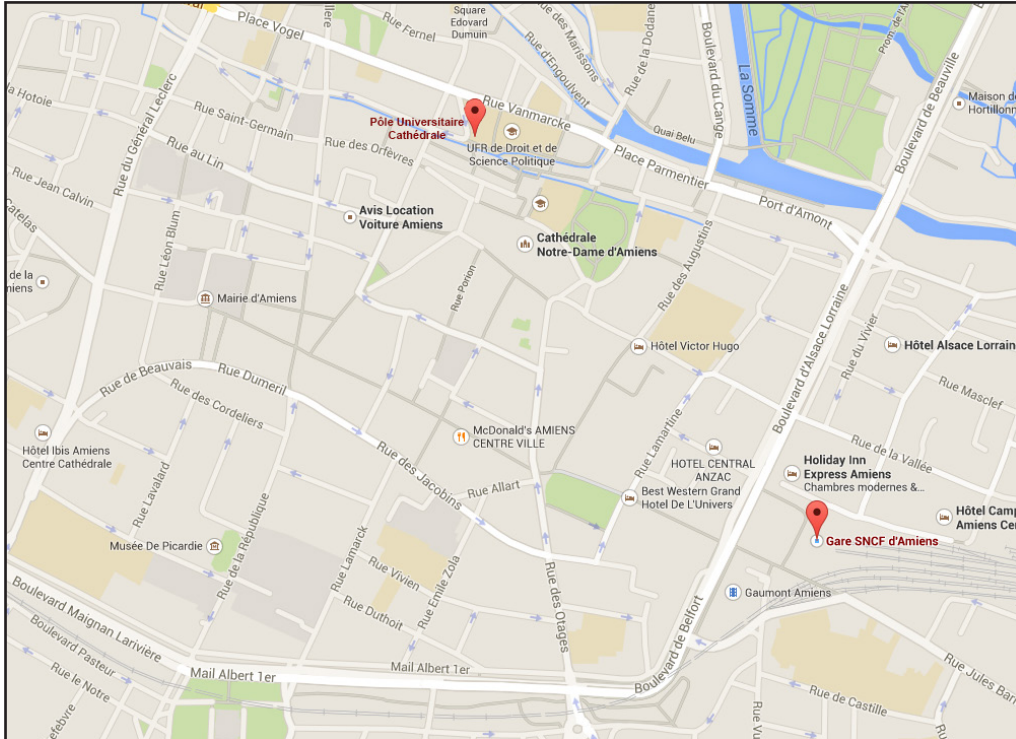 Place Vogel
Rue Fernel
Square
Edovard
Dumuin
Rue des Marissons
Rue d'Engoulvent
Rue de la Dodane
Boulevard du Cange
La Somme
Boulevard de Beauville
Maison de
Hortillonn
la Hotoie
Rue du Général Leclerc
Rue Saint-Germain
Rue au Lin
Rue des Orfèvres
Pôle Universitaire
Cathédrale
Rue Vanmarcke
UFR de Droit et de
Science Politique
Quai Belu
Place Parmentier
Port d'Amont
Rue Jean Calvin
Catelas
Rue Léon Blum
Avis Location
Voiture Amiens
Cathédrale
Notre-Dame d'Amiens
Rue des Augustins
Rue Porion
de la
miens
Mairie d'Amiens
Boulevard d'Alsace Lorraine
Rue du Vivier
Hôtel Victor Hugo
Hôtel Alsace Lorrain
Rue de Beauvais
Rue Dumeril
Rue des Cordeliers
Rue Masclef
Hôtel Ibis Amiens
Centre Cathédrale
McDonald's AMIENS
CENTRE VILLE
Rue des Jacobins
Rue Lamartine
HOTEL CENTRAL
ANZAC
Rue de la Vallée
Holiday Inn
Express Amiens
Chambres modernes &...
Rue Lavalard
Rue Allart
Best Western Grand
Hotel De L'Univers
Hôtel Camp
Amiens Cen
Gare SNCF d'Amiens
Musée De Picardie
Rue de la République
Rue Lamarck
Rue Vivien
Rue Emile Zola
Rue Duthoit
Rue des Otages
Gaumont Amiens
Boulevard de Belfort
Boulevard Maignan Larivière
Boulevard Pasteur
Rue le Notre
efebvre
Mail Albert 1er
Mail Albert 1er
Rue Jules Barn
Rue de Castille